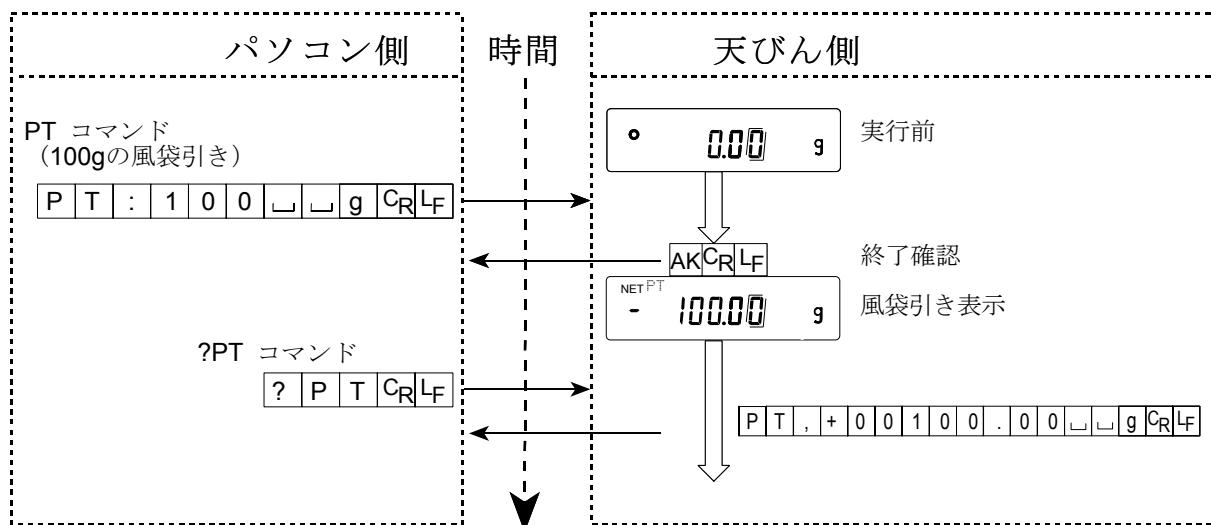 パソコン側
時間
天びん側
PT コマンド
（100gの風袋引き）
P T : 1 0 0 ␣ ␣ g CR LF
0.00 g
実行前
AK CR LF
終了確認
NET PT
- 100.00 g
風袋引き表示
?PT コマンド
? P T CR LF
P T , + 0 0 1 0 0 . 0 0 ␣ ␣ g CR LF